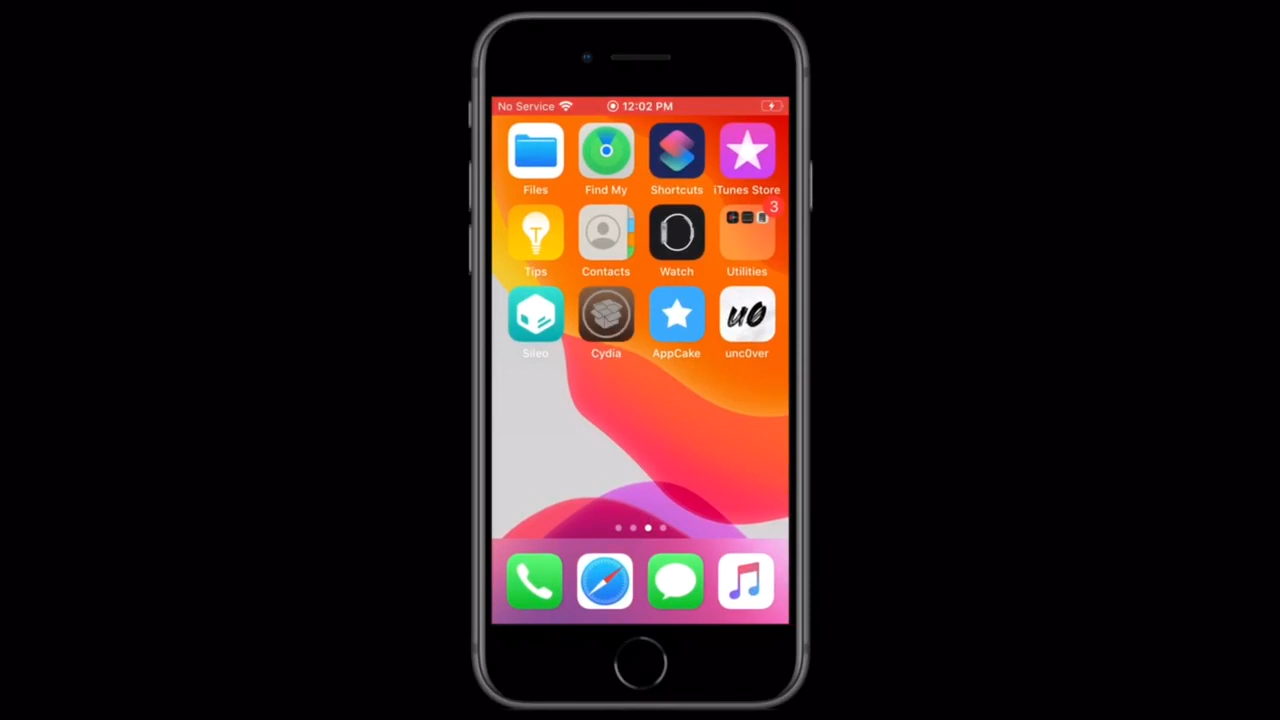 No Service 12:02 PM
Files Find My Shortcuts iTunes Store
3
Tips Contacts Watch Utilities
u0
Sileo Cydia AppCake unc0ver